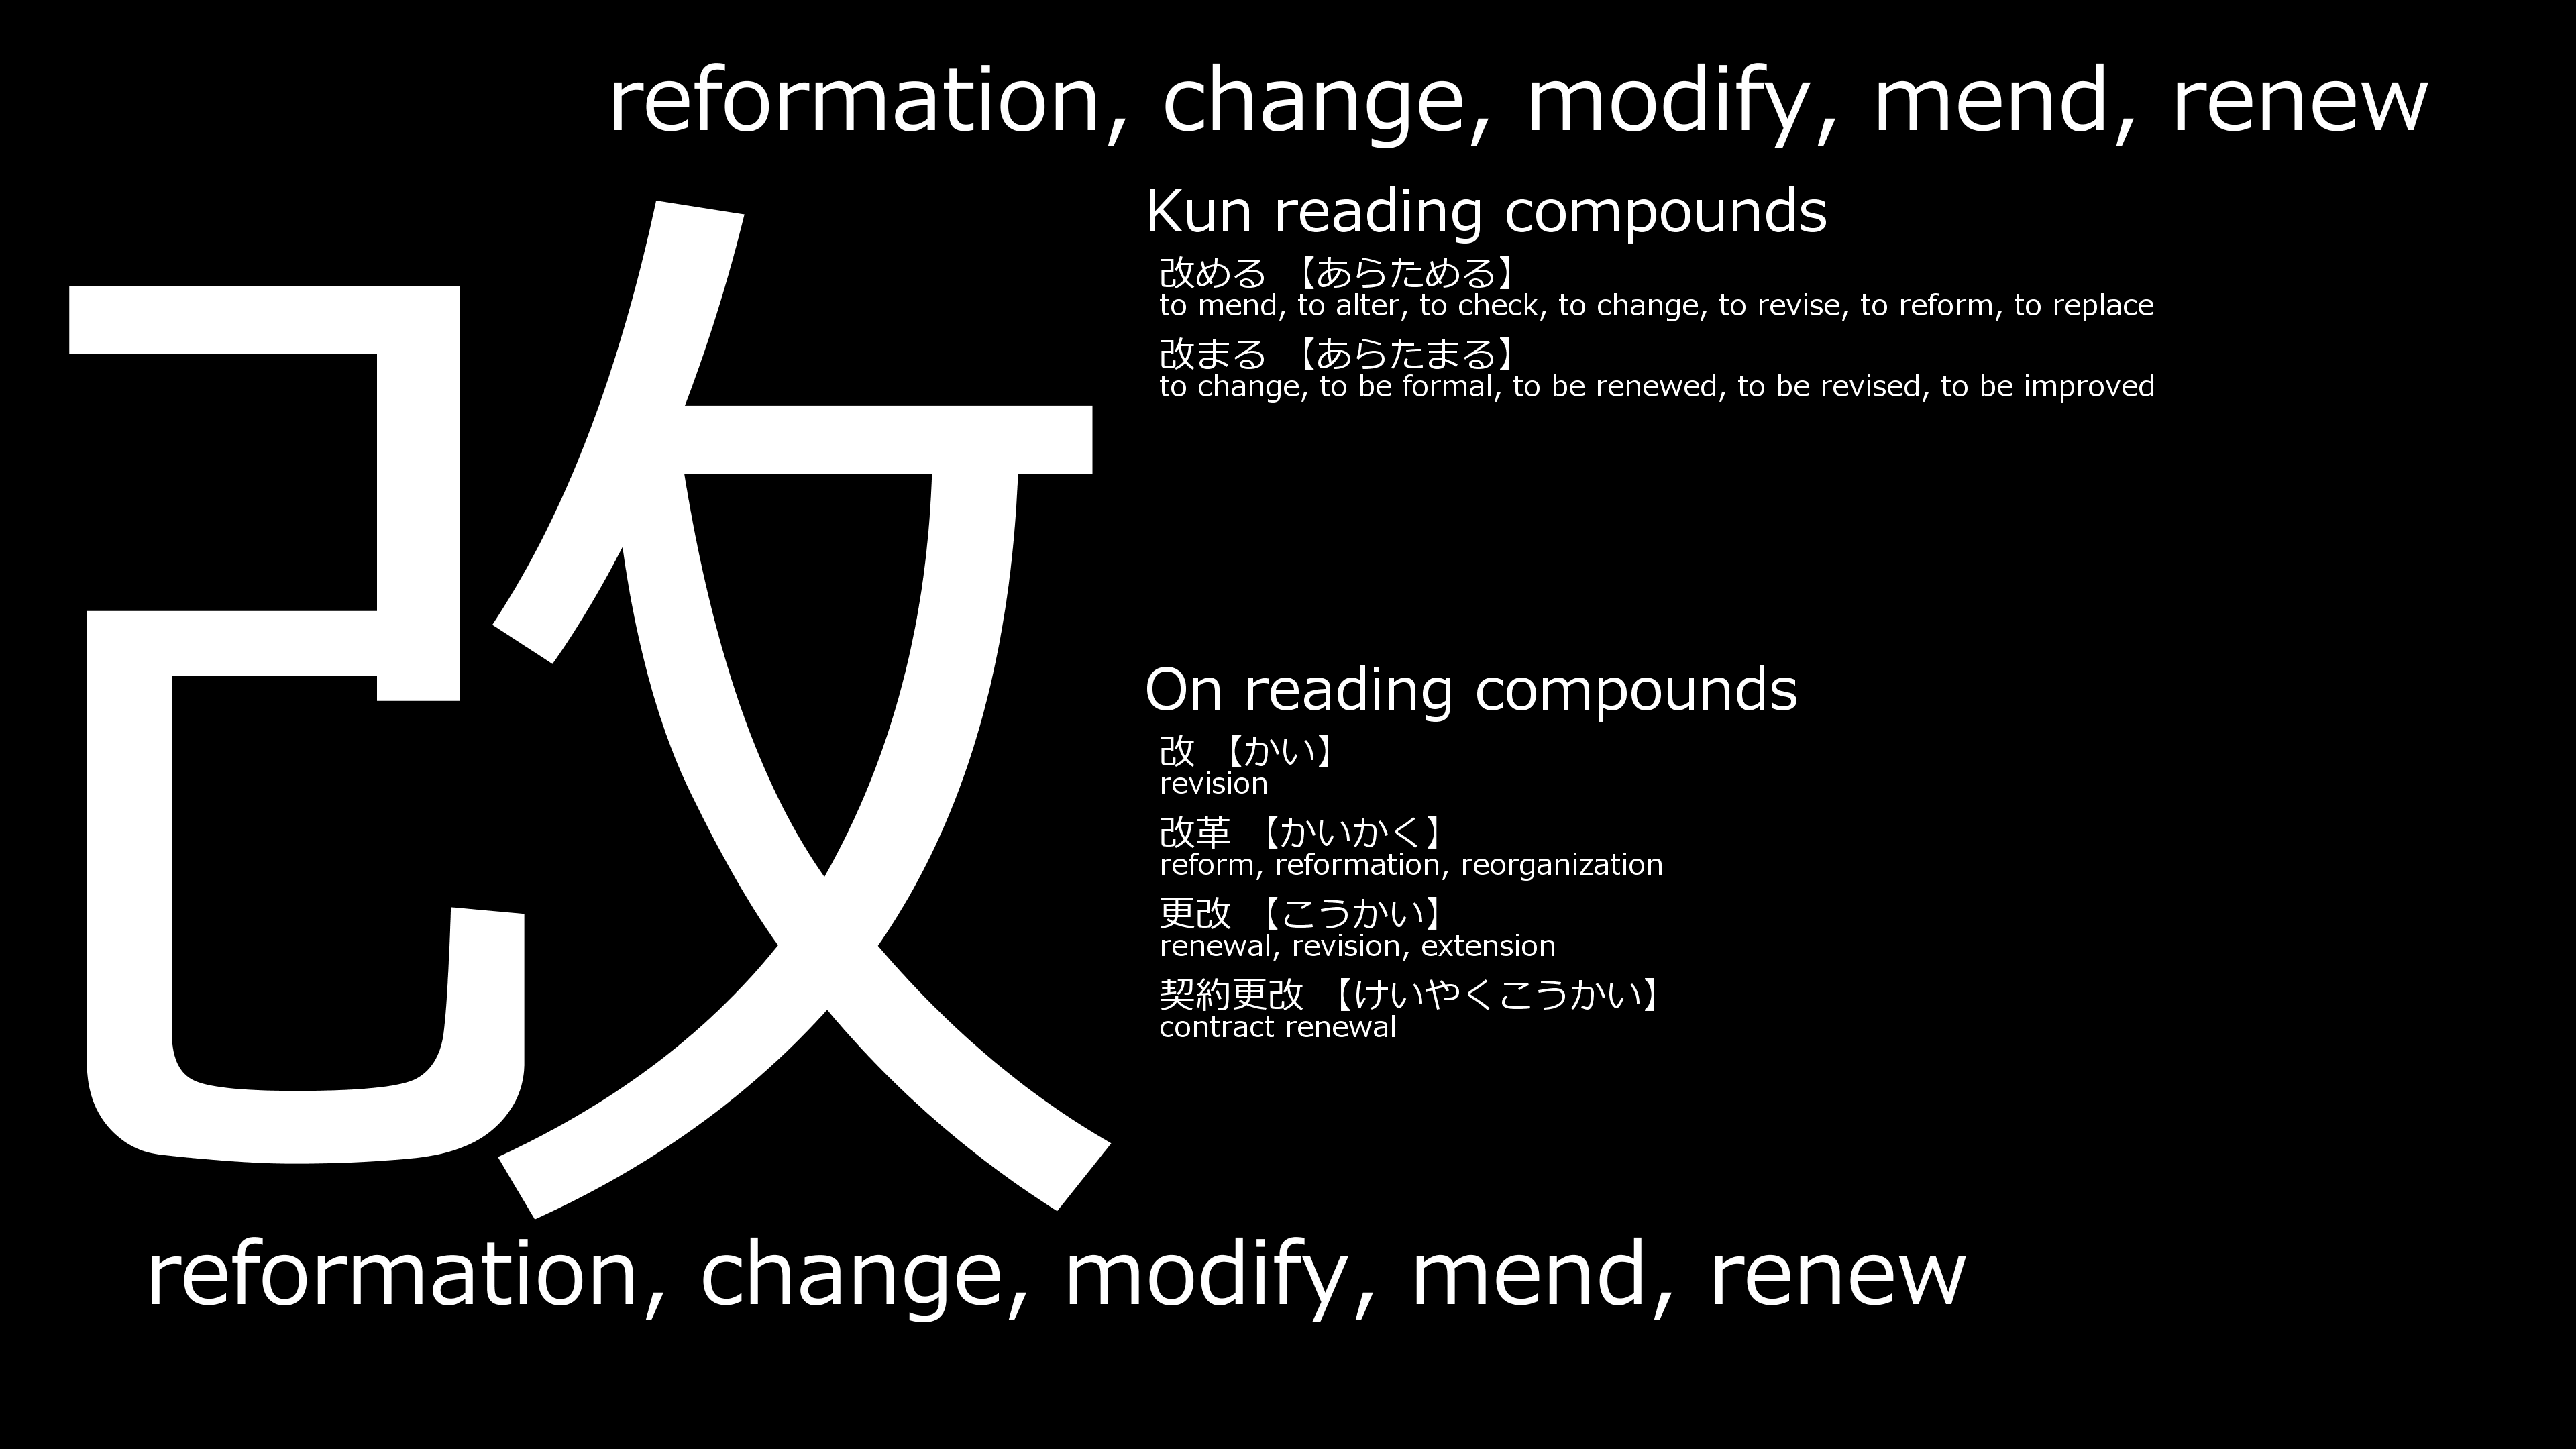 reformation, change, modify, mend, renew
改
Kun reading compounds
改める 【あらためる】
to mend, to alter, to check, to change, to revise, to reform, to replace
改まる 【あらたまる】
to change, to be formal, to be renewed, to be revised, to be improved
On reading compounds
改 【かい】
revision
改革 【かいかく】
reform, reformation, reorganization
更改 【こうかい】
renewal, revision, extension
契約更改 【けいやくこうかい】
contract renewal
reformation, change, modify, mend, renew